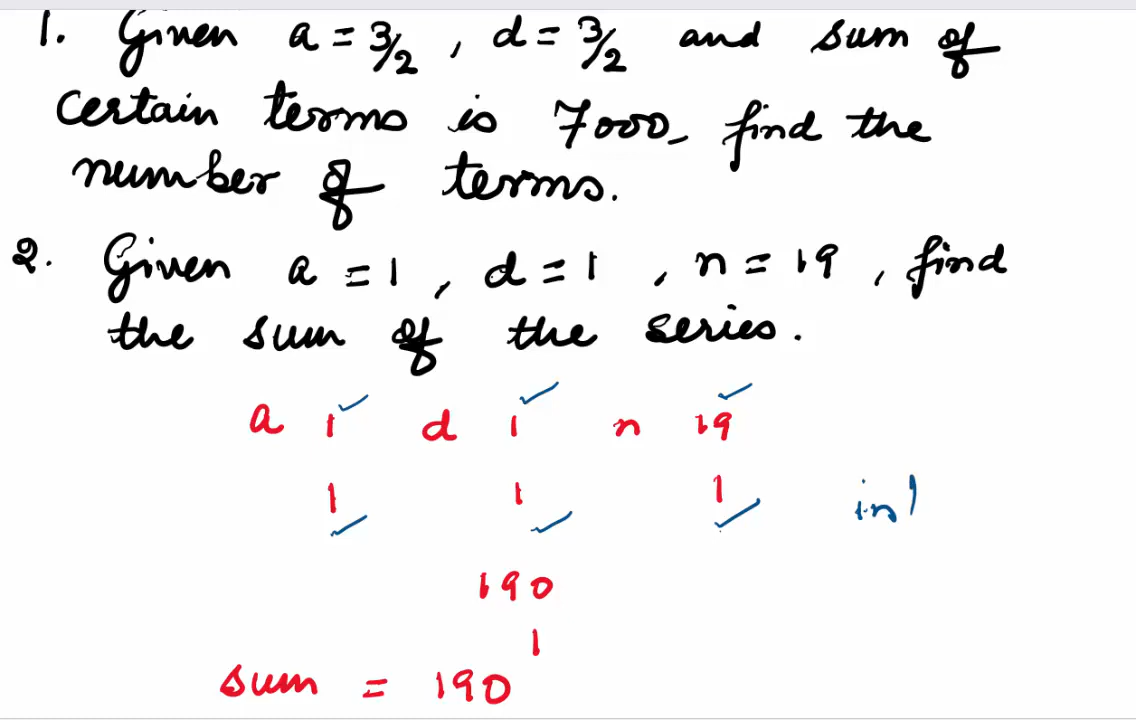 1. Given a = 3/2, d = 3/2 and sum of
certain terms is 7000, find the
number of terms.
2. Given a = 1, d = 1, n = 19, find
the sum of the series.
a 1 d 1 n 19
1 1 1
190
1
sum = 190